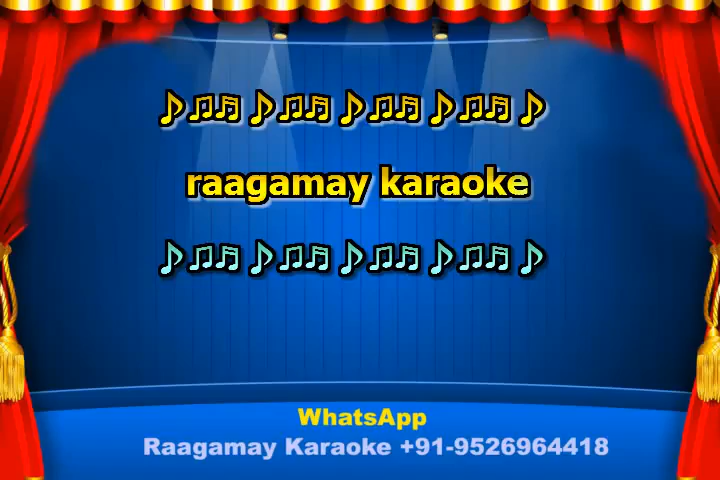 ♪♫♬ ♪♫♬ ♪♫♬ ♪♫♬ ♪
raagamay karaoke
♪♫♬ ♪♫♬ ♪♫♬ ♪♫♬ ♪
WhatsApp
Raagamay Karaoke +91-9526964418